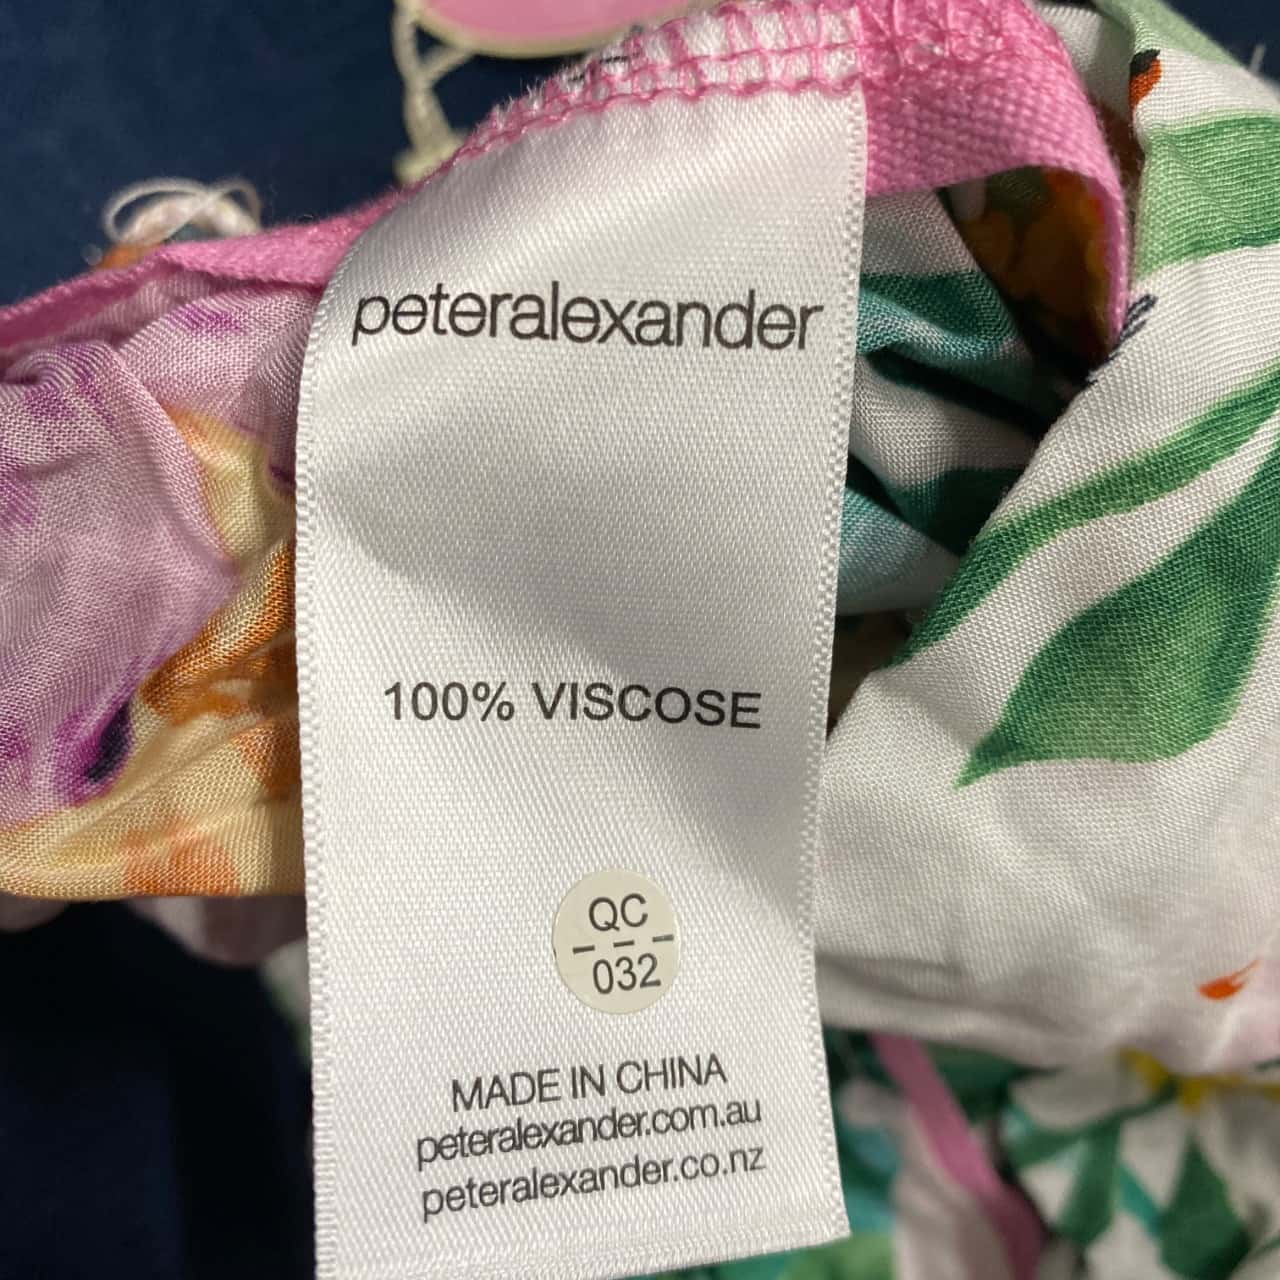 peteralexander
100% VISCOSE
QC
032
MADE IN CHINA
peteralexander.com.au
peteralexander.co.nz